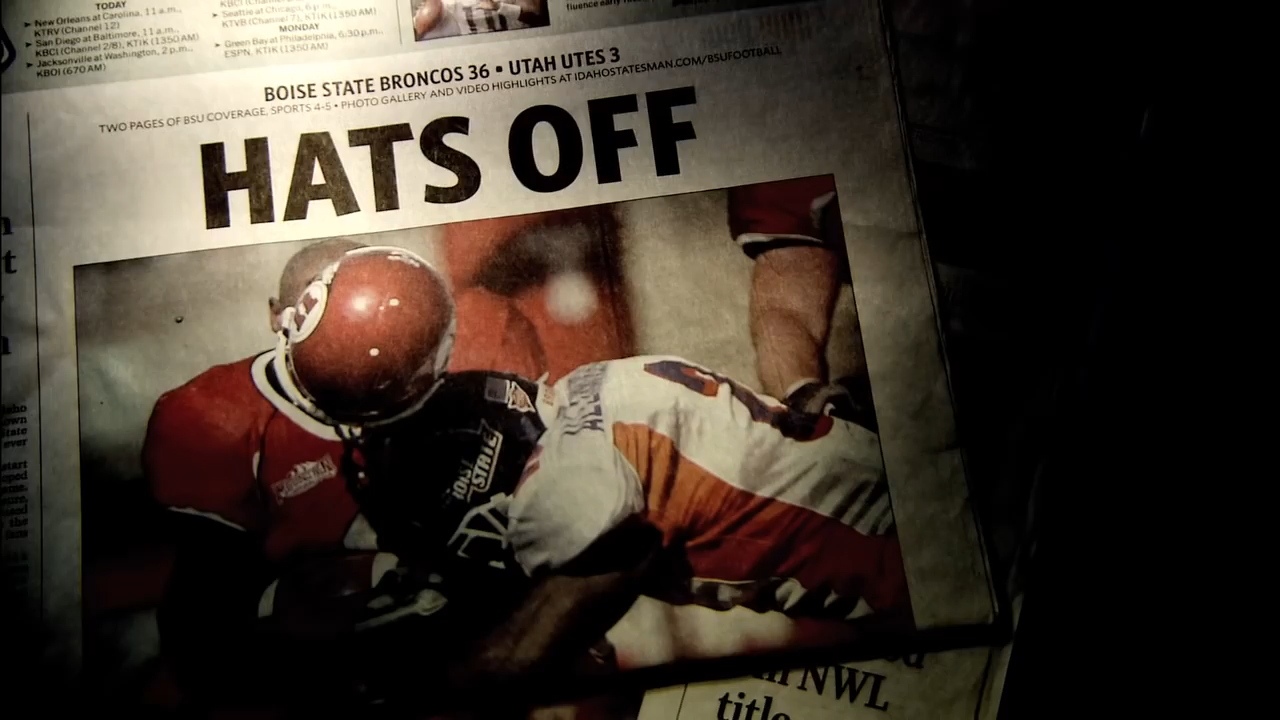 TODAY
➤ New Orleans at Carolina, 11 a.m.,
KTRV (Channel 12)
➤ San Diego at Baltimore, 11 a.m.,
KBCI (Channel 2/8), KTIK (1350 AM)
➤ Jacksonville at Washington, 2 p.m.,
KBOI (670 AM)
➤ Seattle at Chicago, 6 p.m.,
KTVB (Channel 7), KTIK (1350 AM)
MONDAY
➤ Green Bay at Philadelphia, 6:30 p.m.,
ESPN, KTIK (1350 AM)
BOISE STATE BRONCOS 36 • UTAH UTES 3
TWO PAGES OF BSU COVERAGE, SPORTS 4-5 • PHOTO GALLERY AND VIDEO HIGHLIGHTS AT IDAHOSTATESMAN.COM/BSUFOOTBALL
HATS OFF
BOISE
STATE
NWL
title